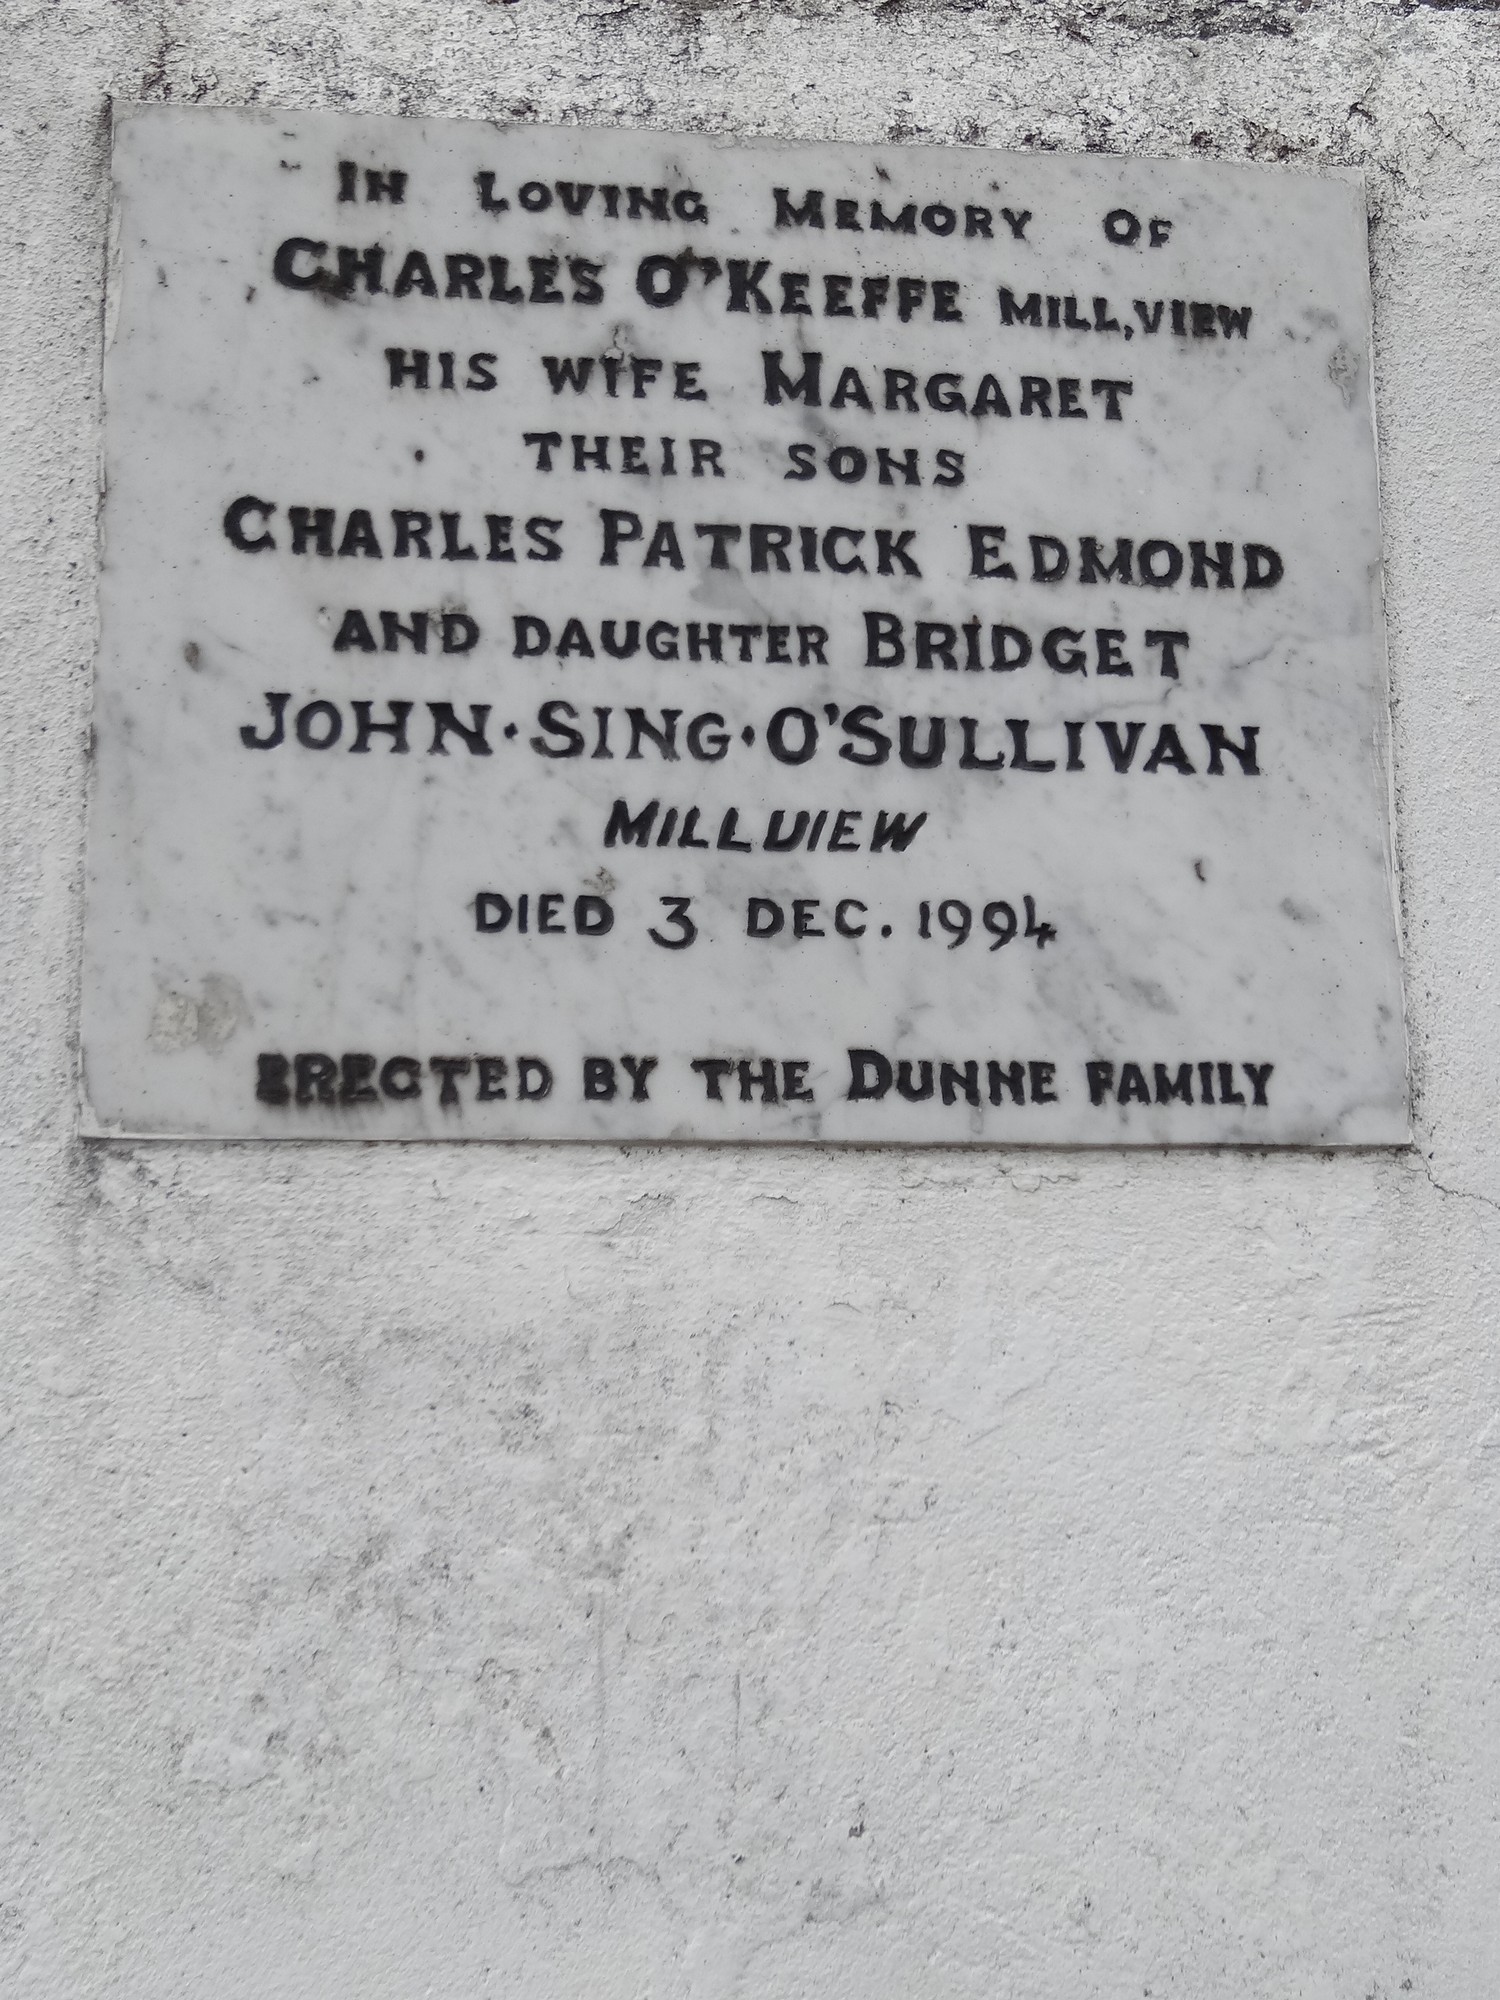 IN LOVING MEMORY OF
CHARLES O'KEEFFE MILL,VIEW
HIS WIFE MARGARET
THEIR SONS
CHARLES PATRICK EDMOND
AND DAUGHTER BRIDGET
JOHN·SING·O'SULLIVAN
MILLVIEW
DIED 3 DEC. 1994
ERECTED BY THE DUNNE FAMILY